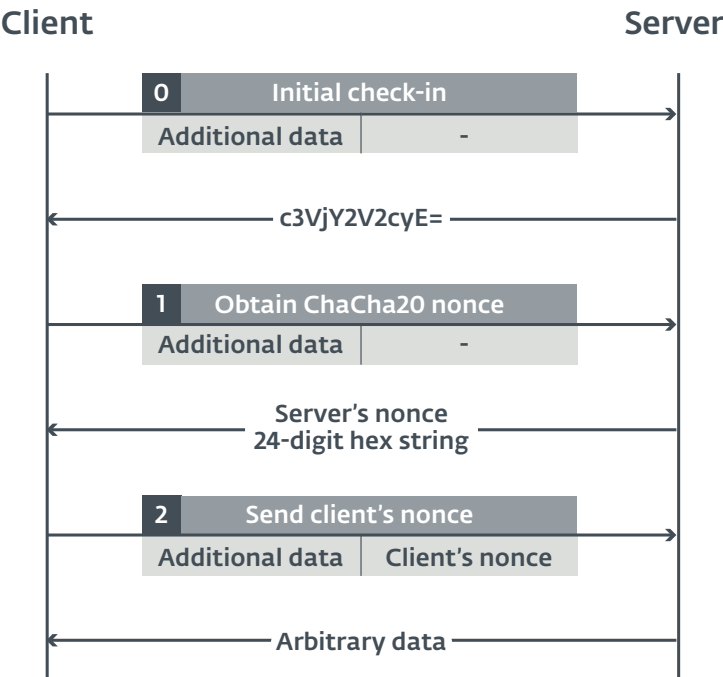 Client
Server
0 Initial check-in
Additional data -
c3VjY2V2cyE=
1 Obtain ChaCha20 nonce
Additional data -
Server's nonce
24-digit hex string
2 Send client's nonce
Additional data Client's nonce
Arbitrary data